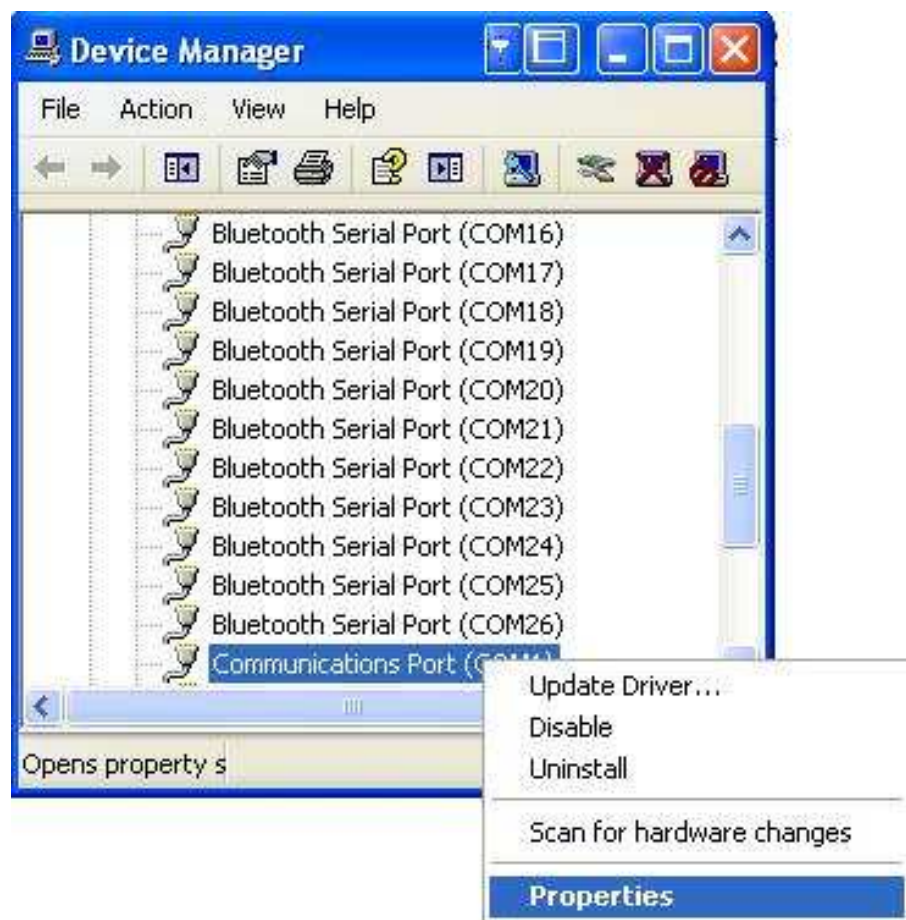 Device Manager
File Action View Help
Bluetooth Serial Port (COM16)
Bluetooth Serial Port (COM17)
Bluetooth Serial Port (COM18)
Bluetooth Serial Port (COM19)
Bluetooth Serial Port (COM20)
Bluetooth Serial Port (COM21)
Bluetooth Serial Port (COM22)
Bluetooth Serial Port (COM23)
Bluetooth Serial Port (COM24)
Bluetooth Serial Port (COM25)
Bluetooth Serial Port (COM26)
Communications Port (COM1)
Update Driver...
Disable
Opens property s
Uninstall
Scan for hardware changes
Properties